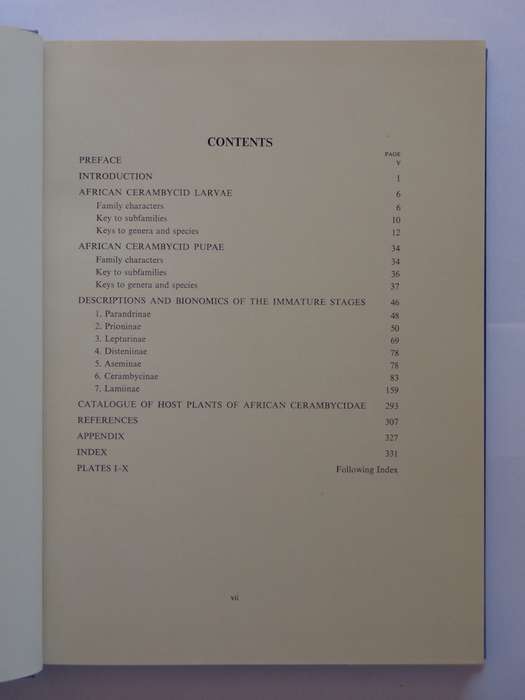 CONTENTS
PAGE
PREFACE v
INTRODUCTION 1
AFRICAN CERAMBYCID LARVAE 6
Family characters 6
Key to subfamilies 10
Keys to genera and species 12
AFRICAN CERAMBYCID PUPAE 34
Family characters 34
Key to subfamilies 36
Keys to genera and species 37
DESCRIPTIONS AND BIONOMICS OF THE IMMATURE STAGES 46
1. Parandrinae 48
2. Prioninae 50
3. Lepturinae 69
4. Disteniinae 78
5. Aseminae 78
6. Cerambycinae 83
7. Lamiinae 159
CATALOGUE OF HOST PLANTS OF AFRICAN CERAMBYCIDAE 293
REFERENCES 307
APPENDIX 327
INDEX 331
PLATES I–X Following Index
vii